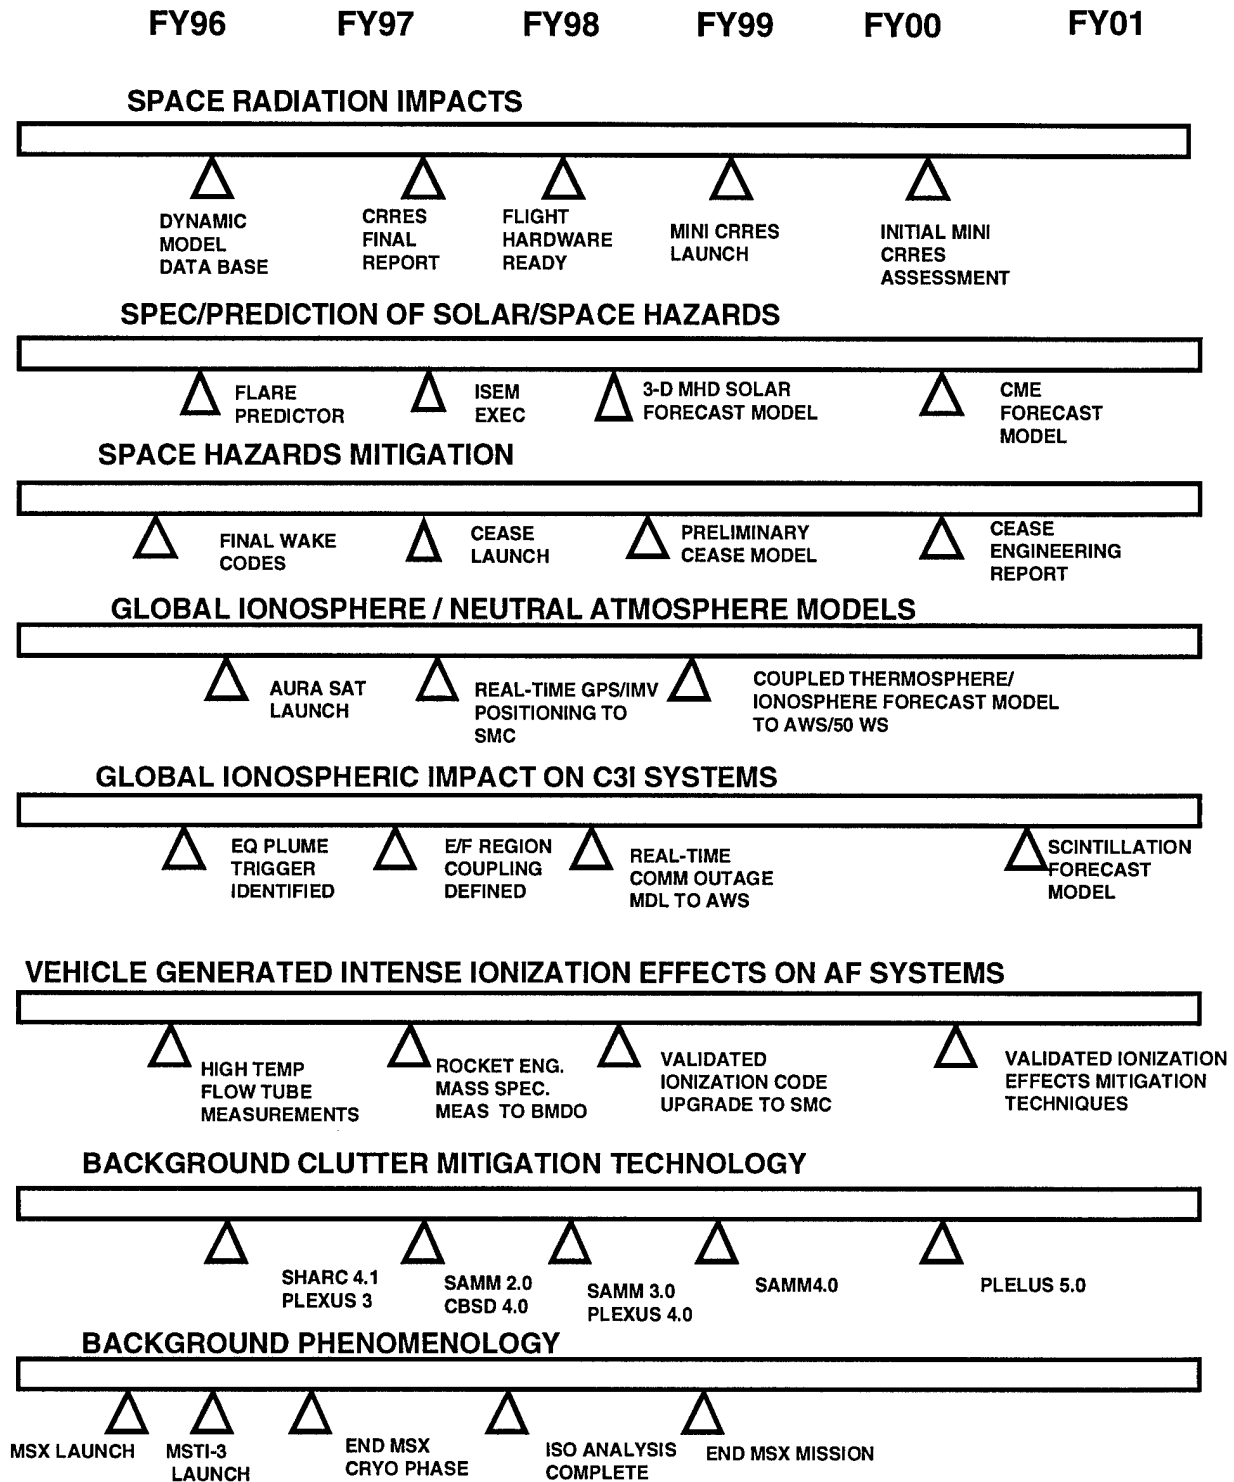 FY96 FY97 FY98 FY99 FY00 FY01
SPACE RADIATION IMPACTS
DYNAMIC
MODEL
DATA BASE
CRRES
FINAL
REPORT
FLIGHT
HARDWARE
READY
MINI CRRES
LAUNCH
INITIAL MINI
CRRES
ASSESSMENT
SPEC/PREDICTION OF SOLAR/SPACE HAZARDS
FLARE
PREDICTOR
ISEM
EXEC
3-D MHD SOLAR
FORECAST MODEL
CME
FORECAST
MODEL
SPACE HAZARDS MITIGATION
FINAL WAKE
CODES
CEASE
LAUNCH
PRELIMINARY
CEASE MODEL
CEASE
ENGINEERING
REPORT
GLOBAL IONOSPHERE / NEUTRAL ATMOSPHERE MODELS
AURA SAT
LAUNCH
REAL-TIME GPS/IMV
POSITIONING TO
SMC
COUPLED THERMOSPHERE/
IONOSPHERE FORECAST MODEL
TO AWS/50 WS
GLOBAL IONOSPHERIC IMPACT ON C3I SYSTEMS
EQ PLUME
TRIGGER
IDENTIFIED
E/F REGION
COUPLING
DEFINED
REAL-TIME
COMM OUTAGE
MDL TO AWS
SCINTILLATION
FORECAST
MODEL
VEHICLE GENERATED INTENSE IONIZATION EFFECTS ON AF SYSTEMS
HIGH TEMP
FLOW TUBE
MEASUREMENTS
ROCKET ENG.
MASS SPEC.
MEAS TO BMDO
VALIDATED
IONIZATION CODE
UPGRADE TO SMC
VALIDATED IONIZATION
EFFECTS MITIGATION
TECHNIQUES
BACKGROUND CLUTTER MITIGATION TECHNOLOGY
SHARC 4.1
PLEXUS 3
SAMM 2.0
CBSD 4.0
SAMM 3.0
PLEXUS 4.0
SAMM4.0
PLELUS 5.0
BACKGROUND PHENOMENOLOGY
MSX LAUNCH
MSTI-3
LAUNCH
END MSX
CRYO PHASE
ISO ANALYSIS
COMPLETE
END MSX MISSION